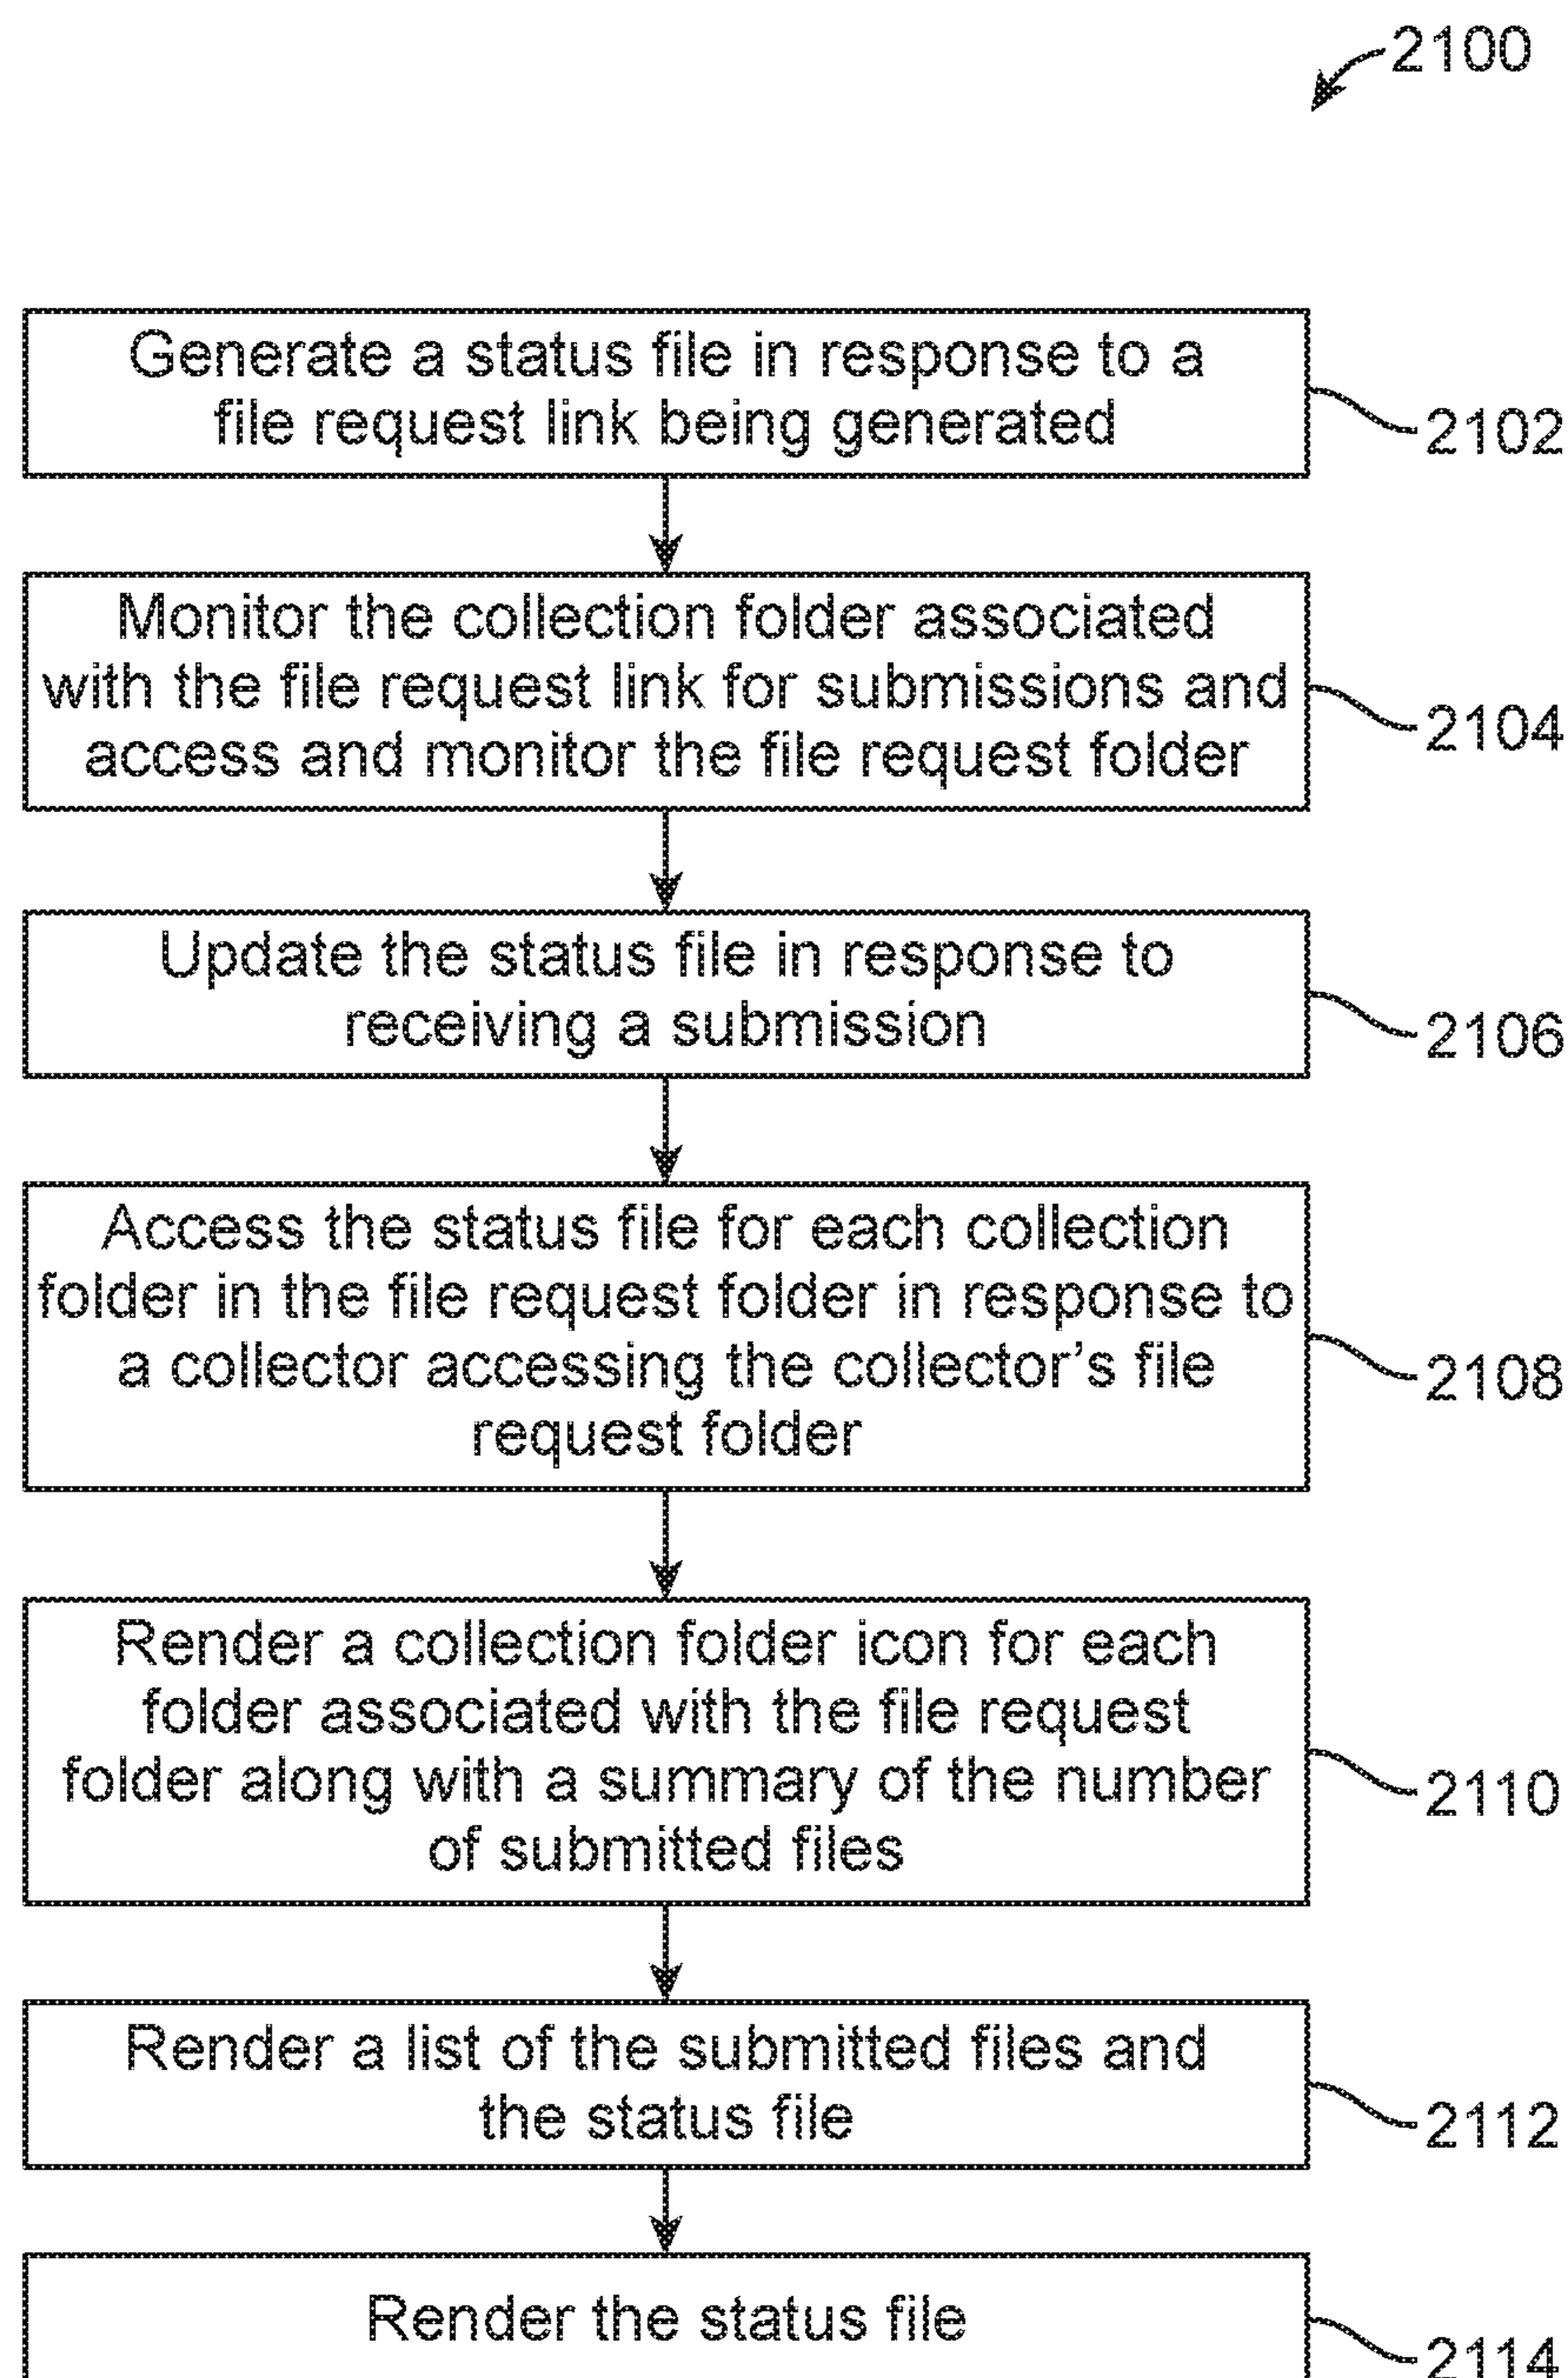 2100
Generate a status file in response to a
file request link being generated
2102
Monitor the collection folder associated
with the file request link for submissions and
access and monitor the file request folder
2104
Update the status file in response to
receiving a submission
2106
Access the status file for each collection
folder in the file request folder in response to
a collector accessing the collector's file
request folder
2108
Render a collection folder icon for each
folder associated with the file request
folder along with a summary of the number
of submitted files
2110
Render a list of the submitted files and
the status file
2112
Render the status file
2114